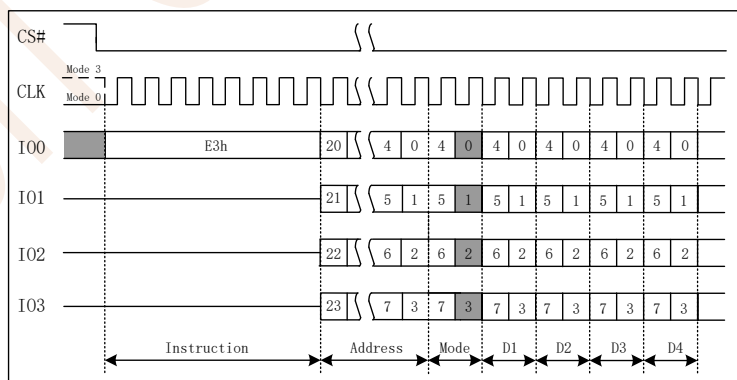 CS#
Mode 3
CLK
Mode 0
IO0 E3h 20 4 0 4 0 4 0 4 0 4 0 4 0
IO1 21 5 1 5 1 5 1 5 1 5 1 5 1
IO2 22 6 2 6 2 6 2 6 2 6 2 6 2
IO3 23 7 3 7 3 7 3 7 3 7 3 7 3
Instruction Address Mode D1 D2 D3 D4